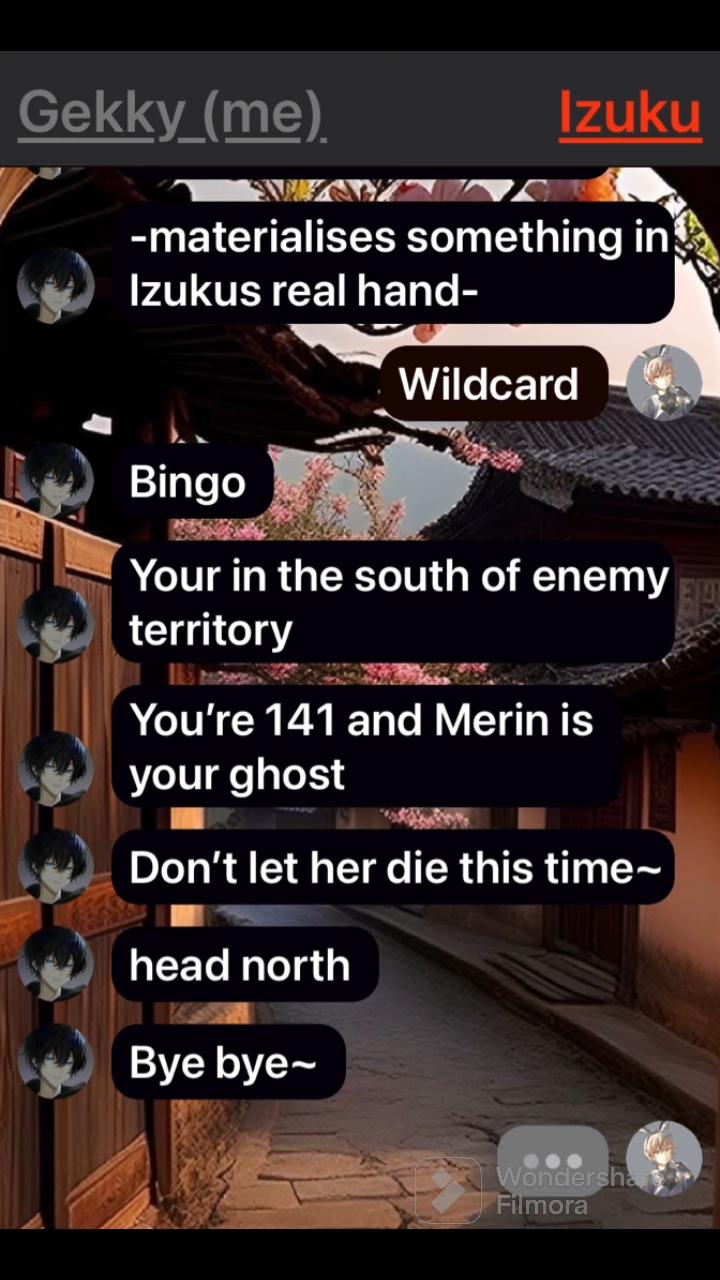 Gekky (me)
Izuku
-materialises something in
Izukus real hand-
Wildcard
Bingo
Your in the south of enemy
territory
You’re 141 and Merin is
your ghost
Don’t let her die this time~
head north
Bye bye~
Wondershare
Filmora